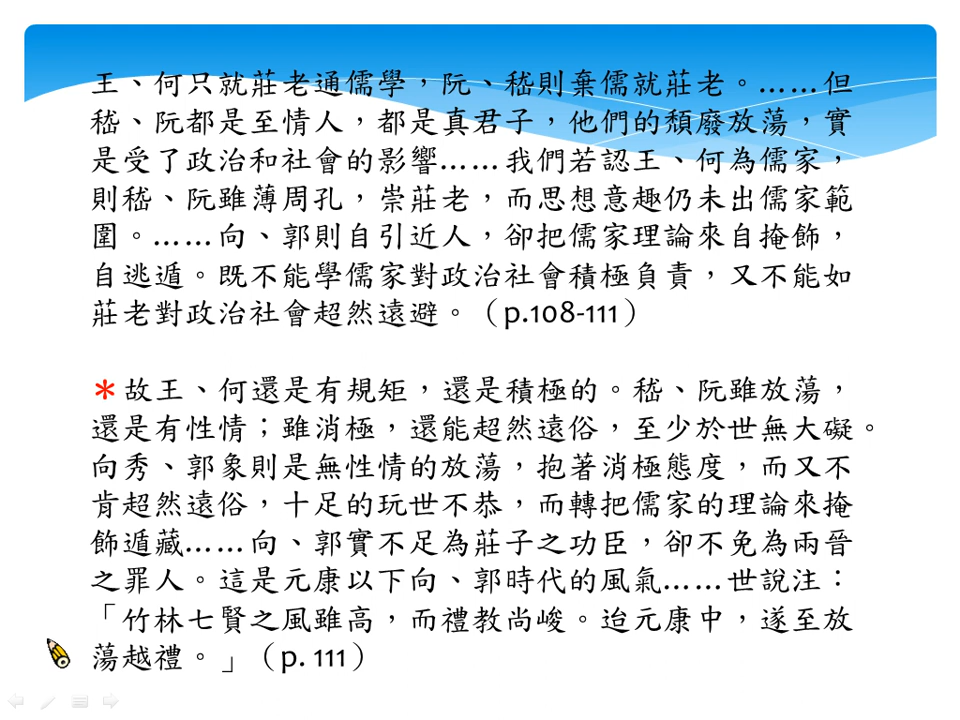 王、何只就莊老通儒學，阮、嵇則棄儒就莊老。……但
嵇、阮都是至情人，都是真君子，他們的頹廢放蕩，實
是受了政治和社會的影響……我們若認王、何為儒家，
則嵇、阮雖薄周孔，崇莊老，而思想意趣仍未出儒家範
圍。……向、郭則自引近人，卻把儒家理論來自掩飾，
自逃遁。既不能學儒家對政治社會積極負責，又不能如
莊老對政治社會超然遠避。（p.108-111）
＊故王、何還是有規矩，還是積極的。嵇、阮雖放蕩，
還是有性情；雖消極，還能超然遠俗，至少於世無大礙。
向秀、郭象則是無性情的放蕩，抱著消極態度，而又不
肯超然遠俗，十足的玩世不恭，而轉把儒家的理論來掩
飾遁藏……向、郭實不足為莊子之功臣，卻不免為兩晉
之罪人。這是元康以下向、郭時代的風氣……世說注：
「竹林七賢之風雖高，而禮教尚峻。迨元康中，遂至放
蕩越禮。」（p. 111）